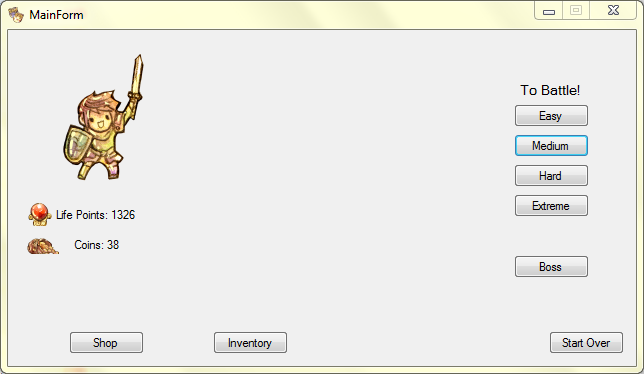 MainForm
To Battle!
Easy
Medium
Hard
Extreme
Life Points: 1326
Coins: 38
Boss
Shop
Inventory
Start Over